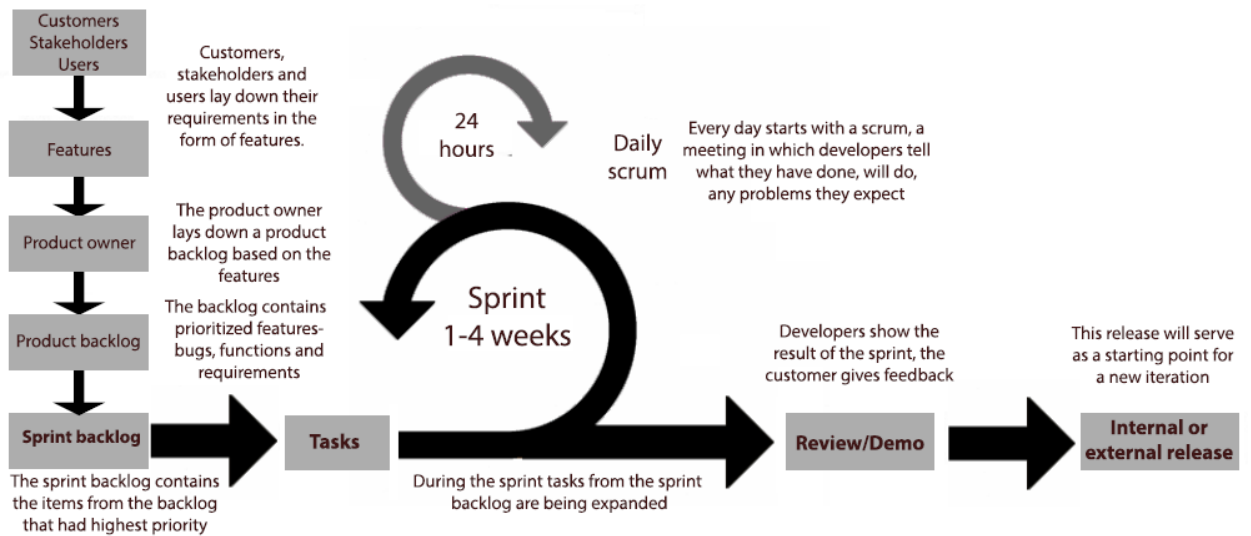 Customers
Stakeholders
Users
Customers,
stakeholders and
users lay down their
requirements in the
form of features.
Features
Product owner
The product owner
lays down a product
backlog based on the
features
Product backlog
The backlog contains
prioritized features-
bugs, functions and
requirements
Sprint backlog
The sprint backlog contains
the items from the backlog
that had highest priority
Tasks
24
hours
Daily
scrum
Every day starts with a scrum, a
meeting in which developers tell
what they have done, will do,
any problems they expect
Sprint
1-4 weeks
During the sprint tasks from the sprint
backlog are being expanded
Developers show the
result of the sprint, the
customer gives feedback
Review/Demo
This release will serve
as a starting point for
a new iteration
Internal or
external release